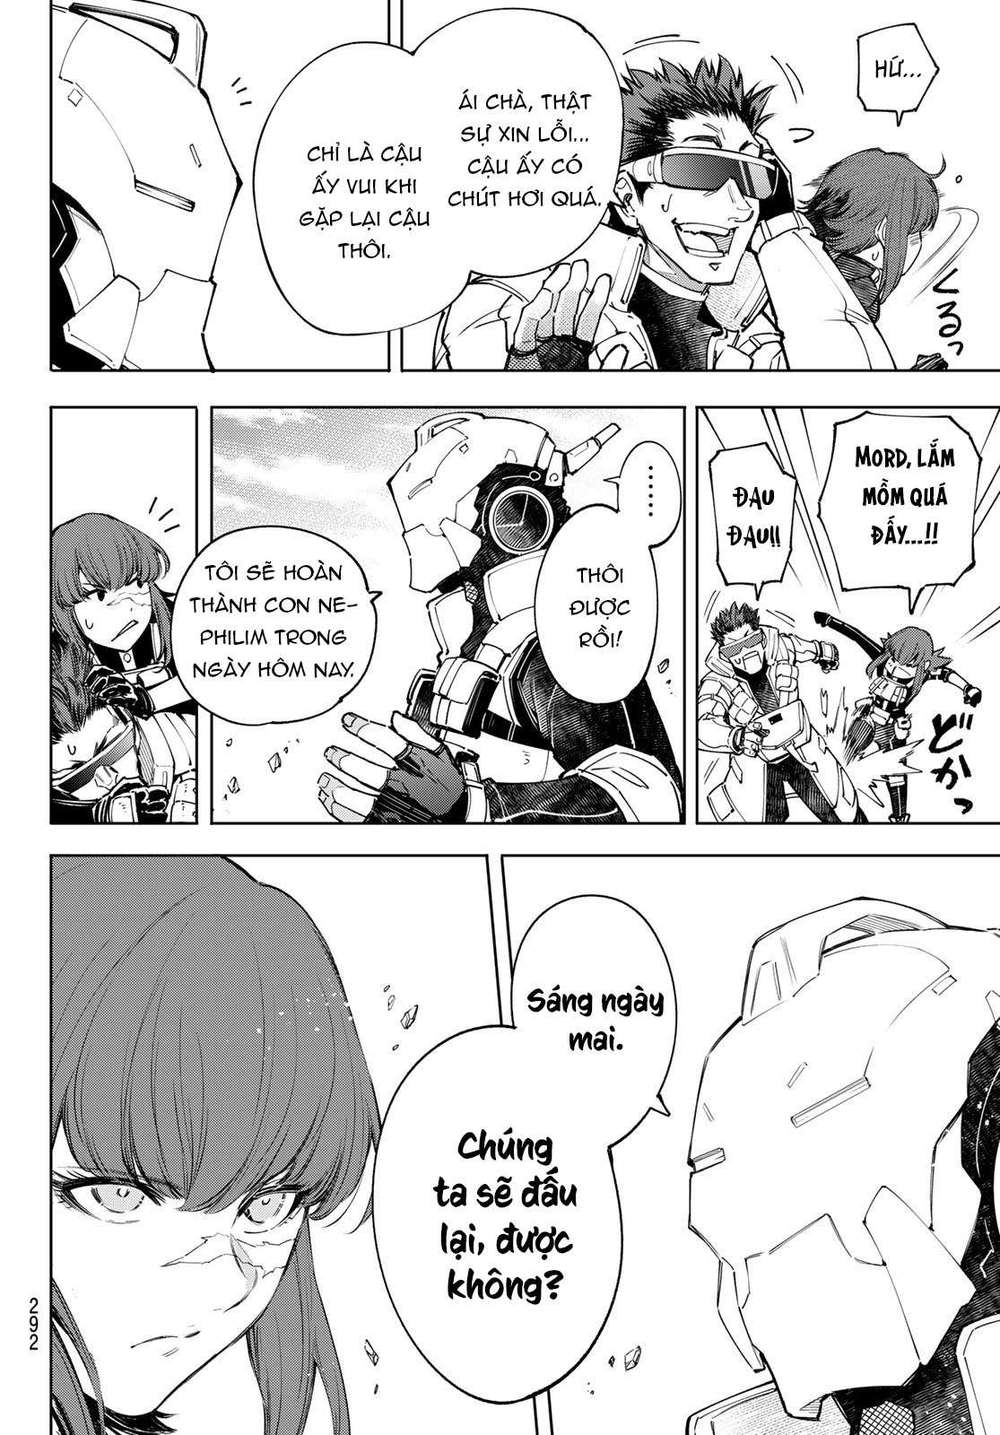 HỨ...
ÁI CHÀ, THẬT
SỰ XIN LỖI...
CẬU ẤY CÓ
CHÚT HƠI QUÁ.
CHỈ LÀ CẬU
ẤY VUI KHI
GẶP LẠI CẬU
THÔI.
くるっ
MORD, LẮM
MỒM QUÁ
ĐẤY...!!
ĐAU
ĐAU!!
どかっ
......
THÔI
ĐƯỢC
RỒI!
TÔI SẼ HOÀN
THÀNH CON NE-
PHILIM TRONG
NGÀY HÔM NAY.
Sáng ngày
mai.
Chúng
ta sẽ đấu
lại, được
không?
292